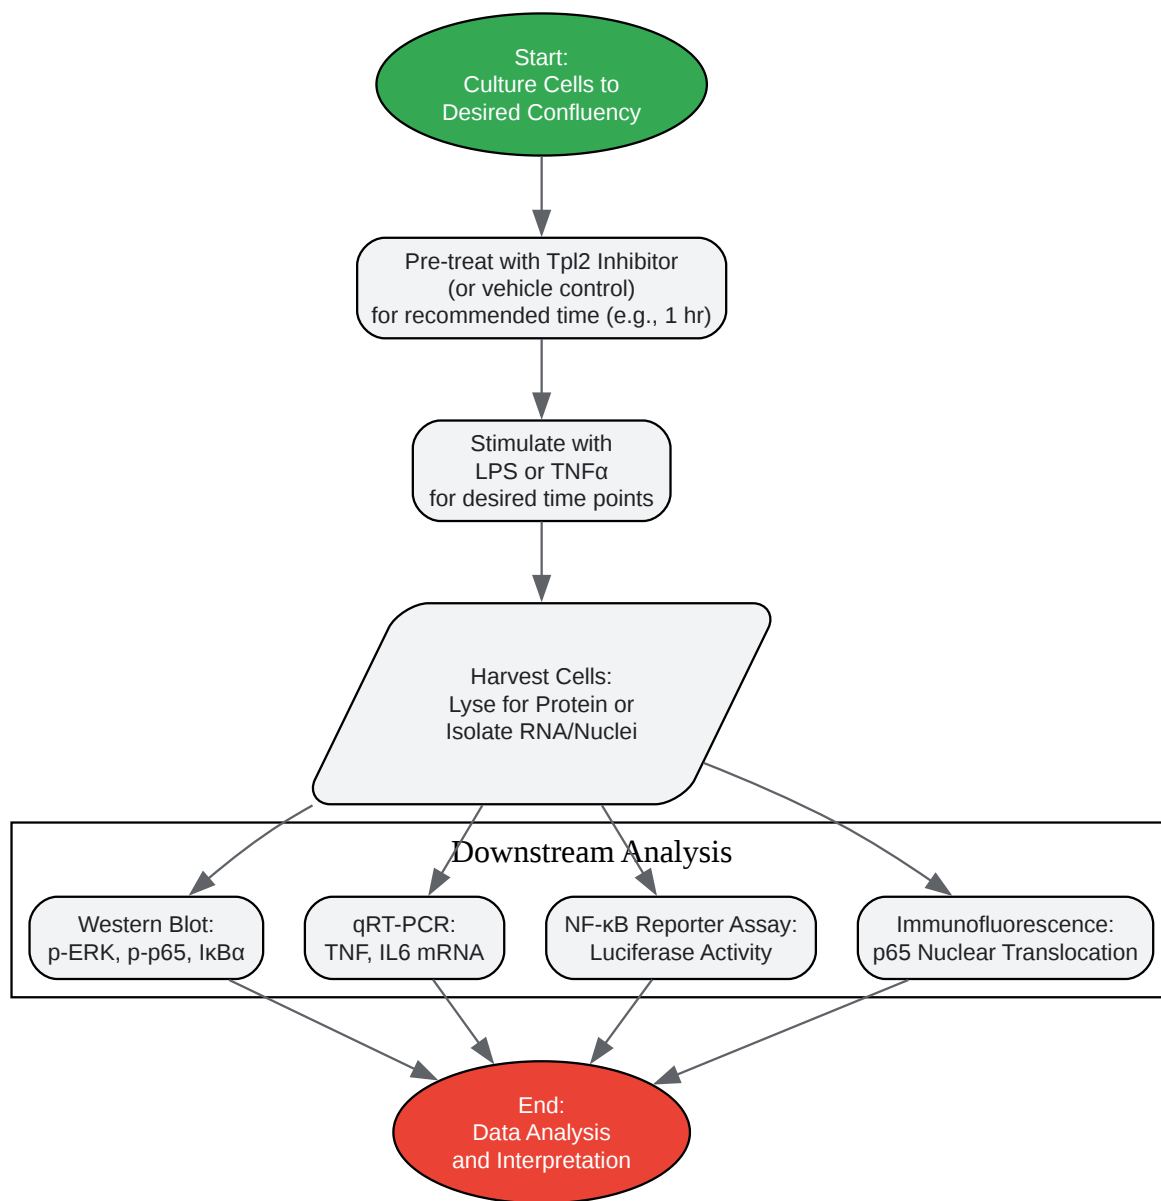 Start:
Culture Cells to
Desired Confluency
Pre-treat with Tpl2 Inhibitor
(or vehicle control)
for recommended time (e.g., 1 hr)
Stimulate with
LPS or TNFα
for desired time points
Harvest Cells:
Lyse for Protein or
Isolate RNA/Nuclei
Downstream Analysis
Western Blot:
p-ERK, p-p65, IκBα
qRT-PCR:
TNF, IL6 mRNA
NF-κB Reporter Assay:
Luciferase Activity
Immunofluorescence:
p65 Nuclear Translocation
End:
Data Analysis
and Interpretation